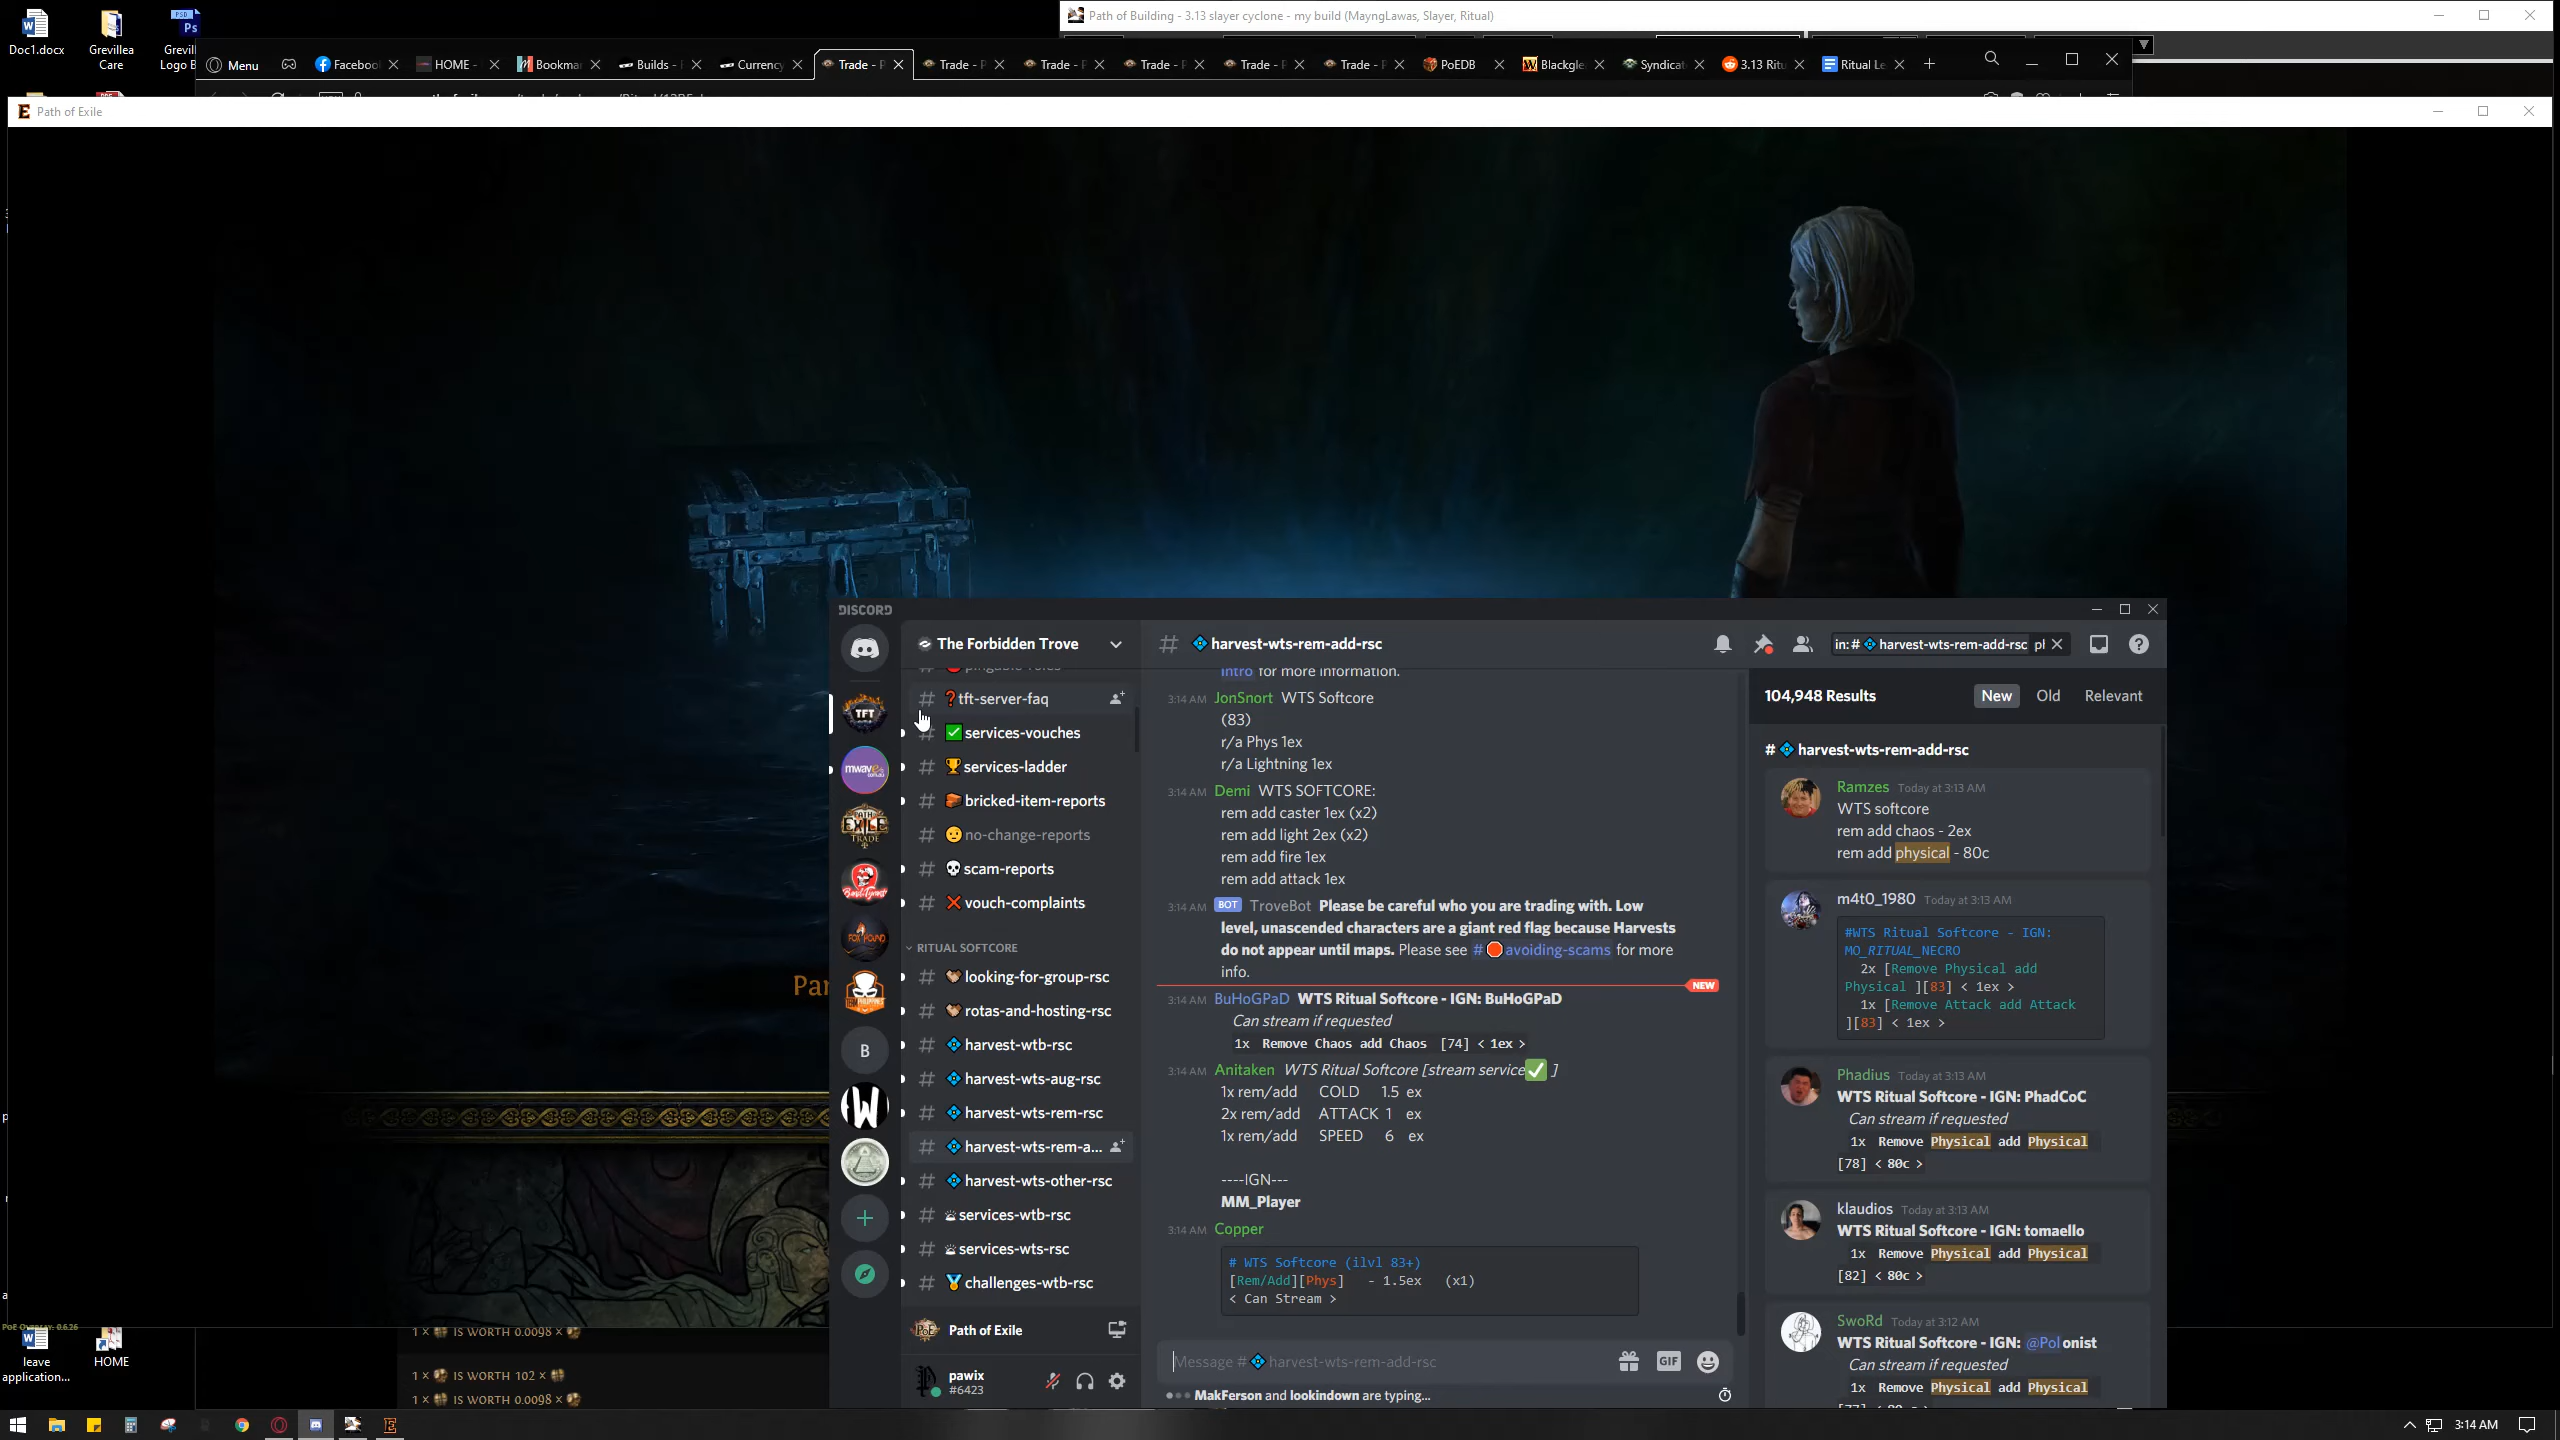 Doc1.docx
Grevillea
Care
Logo B
Path of Building - 3.13 slayer cyclone - my build (MayngLawas, Slayer, Ritual)
Menu
HOME -
Builds -
Currency
Trade - P
Trade - P
Trade - P
Trade - P
Trade - P
Trade - P
PoEDB
3.13 Ritu
Ritual Le
Path of Exile
DISCORD
The Forbidden Trove
tft-server-faq
services-vouches
services-ladder
bricked-item-reports
no-change-reports
scam-reports
vouch-complaints
RITUAL SOFTCORE
looking-for-group-rsc
rotas-and-hosting-rsc
harvest-wtb-rsc
harvest-wts-aug-rsc
harvest-wts-rem-rsc
harvest-wts-rem-a...
harvest-wts-other-rsc
services-wtb-rsc
services-wts-rsc
challenges-wtb-rsc
Path of Exile
pawix
#6423
TFT
B
# harvest-wts-rem-add-rsc
Intro for more information.
3:14 AM JonSnort WTS Softcore
(83)
r/a Phys 1ex
r/a Lightning 1ex
3:14 AM Demi WTS SOFTCORE:
rem add caster 1ex (x2)
rem add light 2ex (x2)
rem add fire 1ex
rem add attack 1ex
3:14 AM BOT TroveBot Please be careful who you are trading with. Low
level, unascended characters are a giant red flag because Harvests
do not appear until maps. Please see # avoiding-scams for more
info.
NEW
3:14 AM BuHoGPaD WTS Ritual Softcore - IGN: BuHoGPaD
Can stream if requested
1x Remove Chaos add Chaos [74] < 1ex >
3:14 AM Anitaken WTS Ritual Softcore [stream service ]
1x rem/add COLD 1.5 ex
2x rem/add ATTACK 1 ex
1x rem/add SPEED 6 ex
----IGN---
MM_Player
3:14 AM Copper
# WTS Softcore (ilvl 83+)
[Rem/Add][Phys] - 1.5ex (x1)
< Can Stream >
Message # harvest-wts-rem-add-rsc
GIF
MakFerson and lookindown are typing...
in:# harvest-wts-rem-add-rsc
104,948 Results
New
Old
Relevant
# harvest-wts-rem-add-rsc
Ramzes Today at 3:13 AM
WTS softcore
rem add chaos - 2ex
rem add physical - 80c
m4t0_1980 Today at 3:13 AM
#WTS Ritual Softcore - IGN:
MO_RITUAL_NECRO
2x [Remove Physical add
Physical ][83] < 1ex >
1x [Remove Attack add Attack
][83] < 1ex >
Phadius Today at 3:13 AM
WTS Ritual Softcore - IGN: PhadCoC
Can stream if requested
1x Remove Physical add Physical
[78] < 80c >
klaudios Today at 3:13 AM
WTS Ritual Softcore - IGN: tomaello
1x Remove Physical add Physical
[82] < 80c >
SwoRd Today at 3:12 AM
WTS Ritual Softcore - IGN: @Pol onist
Can stream if requested
1x Remove Physical add Physical
leave
application...
HOME
IS WORTH 0.0098 ×
1 × IS WORTH 102 ×
1 × IS WORTH 0.0098 ×
3:14 AM